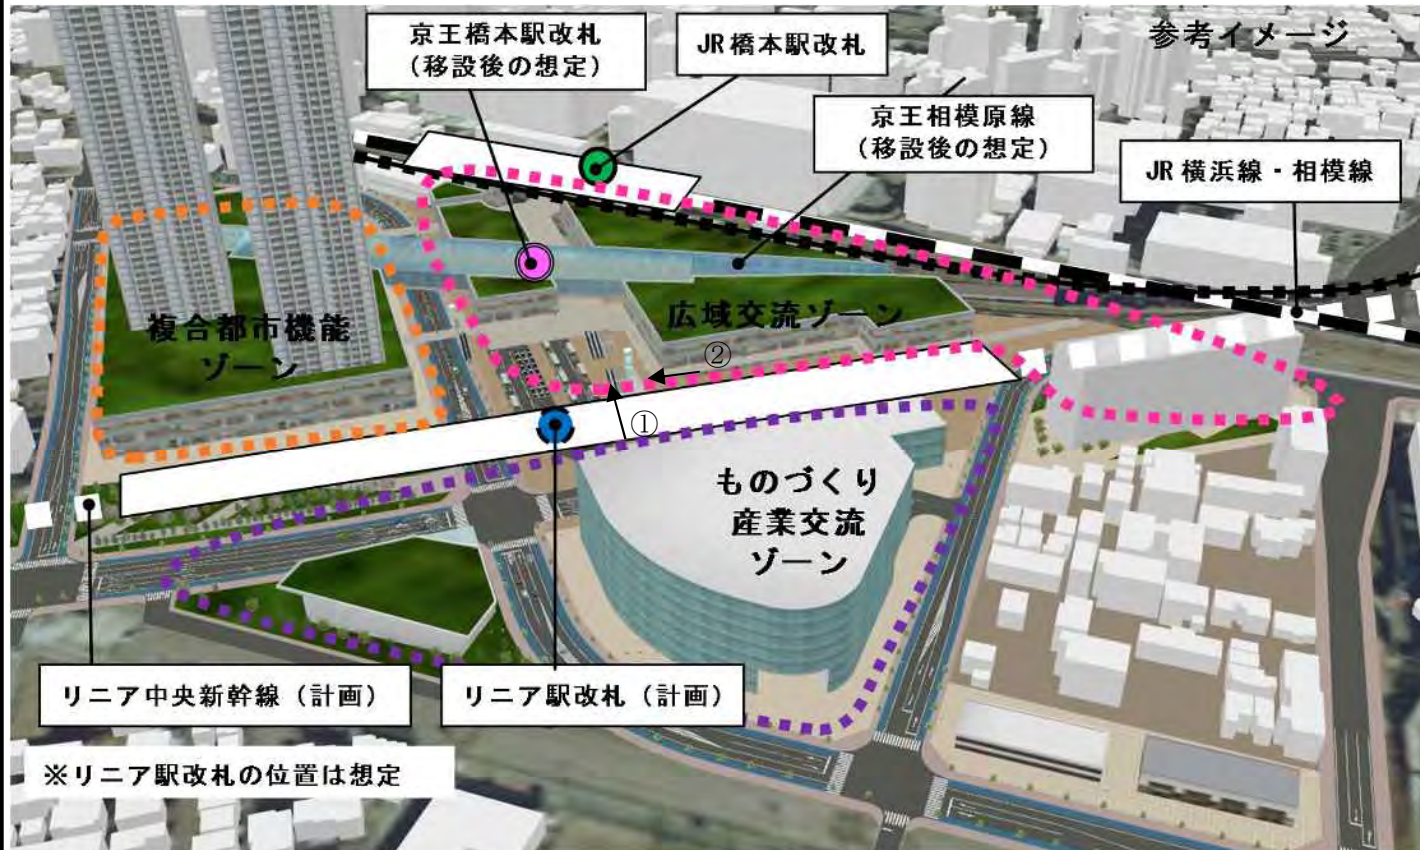 参考イメージ
京王橋本駅改札
(移設後の想定)
JR橋本駅改札
京王相模原線
(移設後の想定)
JR横浜線・相模線
複合都市機能
ゾーン
広域交流ゾーン
②
①
ものづくり
産業交流
ゾーン
リニア中央新幹線(計画)
リニア駅改札(計画)
※リニア駅改札の位置は想定